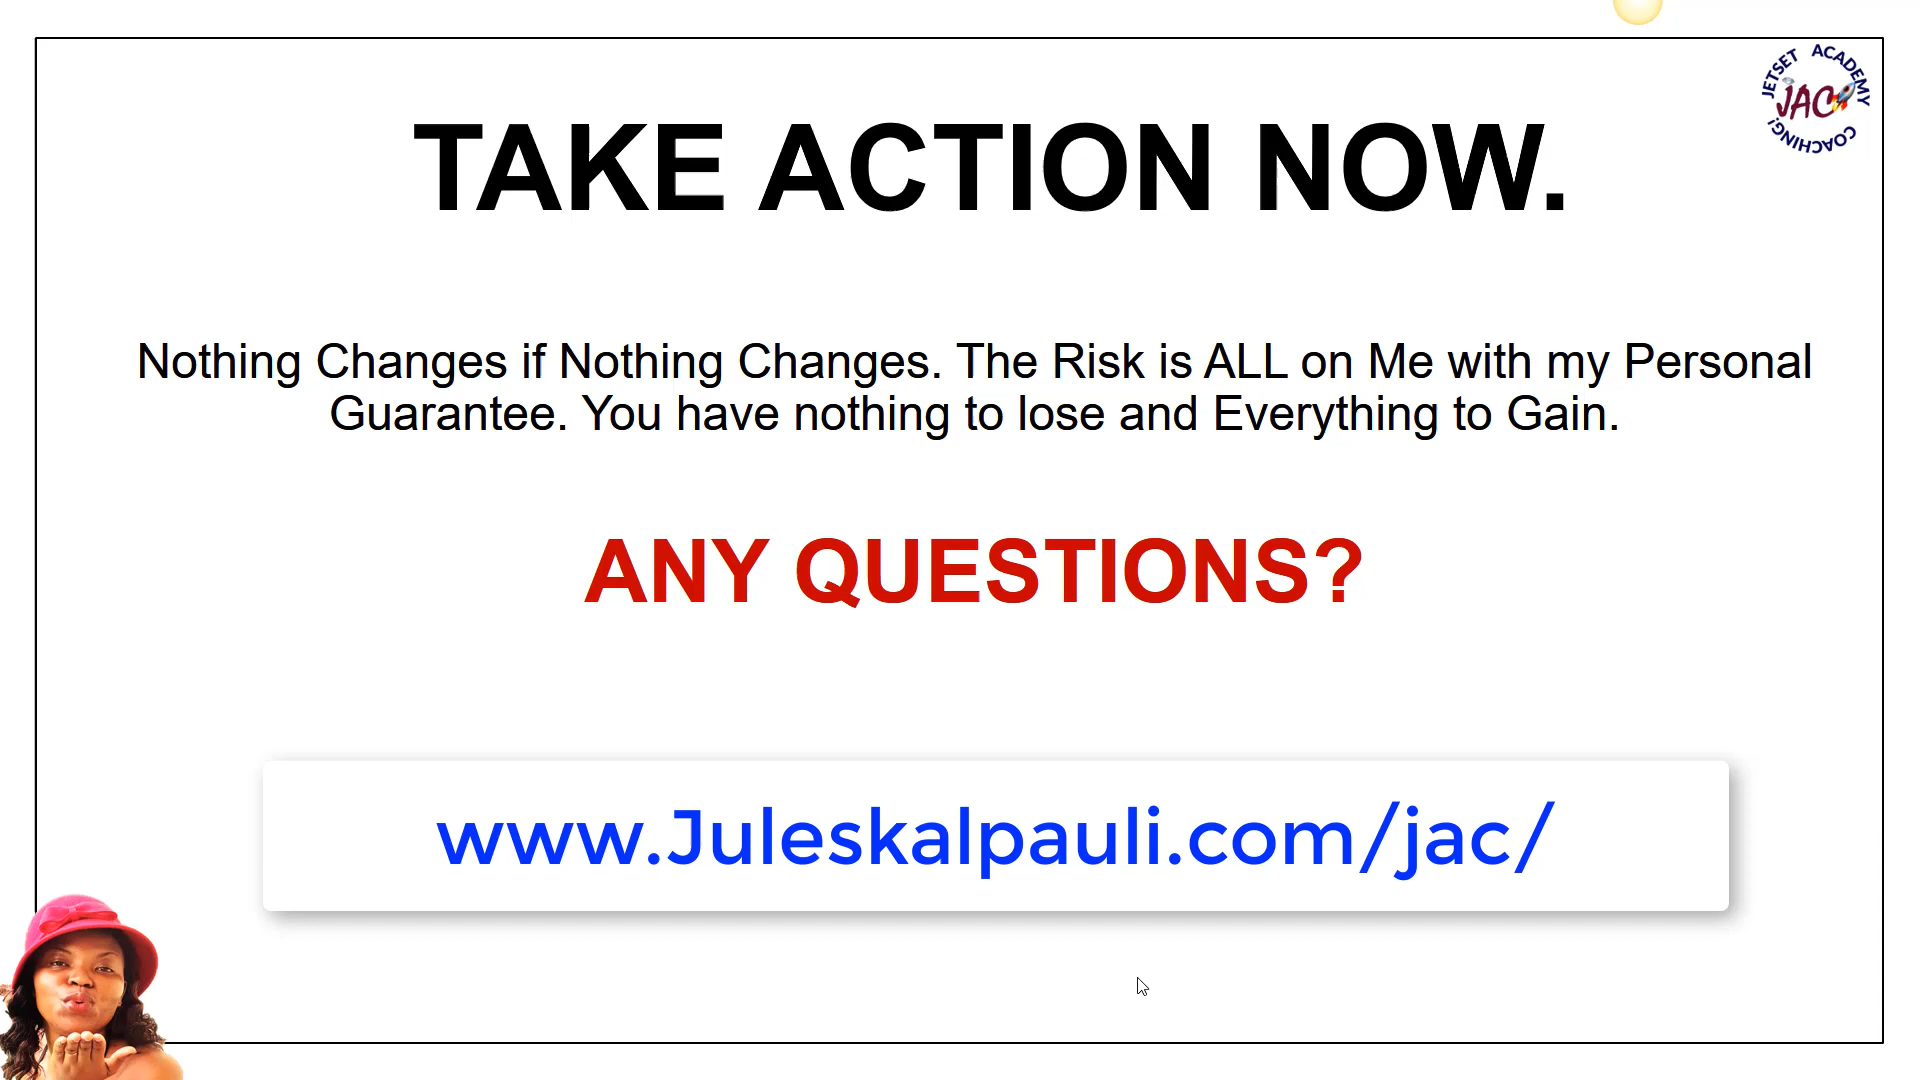 JETSET ACADEMY
JAC
COACHING!
TAKE ACTION NOW.
Nothing Changes if Nothing Changes. The Risk is ALL on Me with my Personal
Guarantee. You have nothing to lose and Everything to Gain.
ANY QUESTIONS?
www.Juleskalpauli.com/jac/